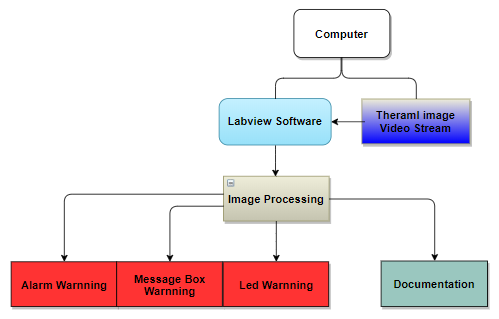 Computer
Labview Software
Theraml image
Video Stream
Image Processing
Alarm Warnning
Message Box
Warnning
Led Warnning
Documentation